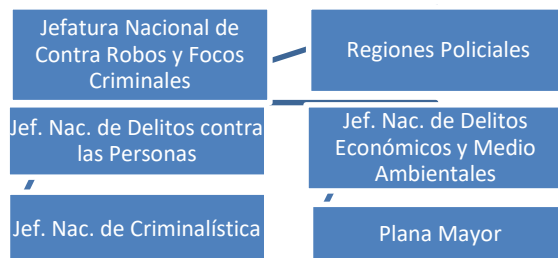 Jefatura Nacional de
Contra Robos y Focos
Criminales
Regiones Policiales
Jef. Nac. de Delitos contra
las Personas
Jef. Nac. de Delitos
Económicos y Medio
Ambientales
Jef. Nac. de Criminalística
Plana Mayor